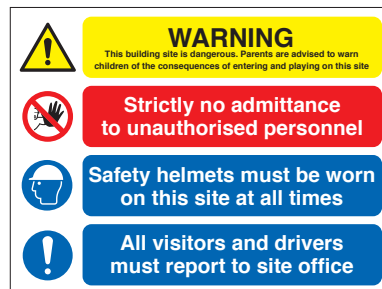 WARNING
This building site is dangerous. Parents are advised to warn
children of the consequences of entering and playing on this site
Strictly no admittance
to unauthorised personnel
Safety helmets must be worn
on this site at all times
All visitors and drivers
must report to site office